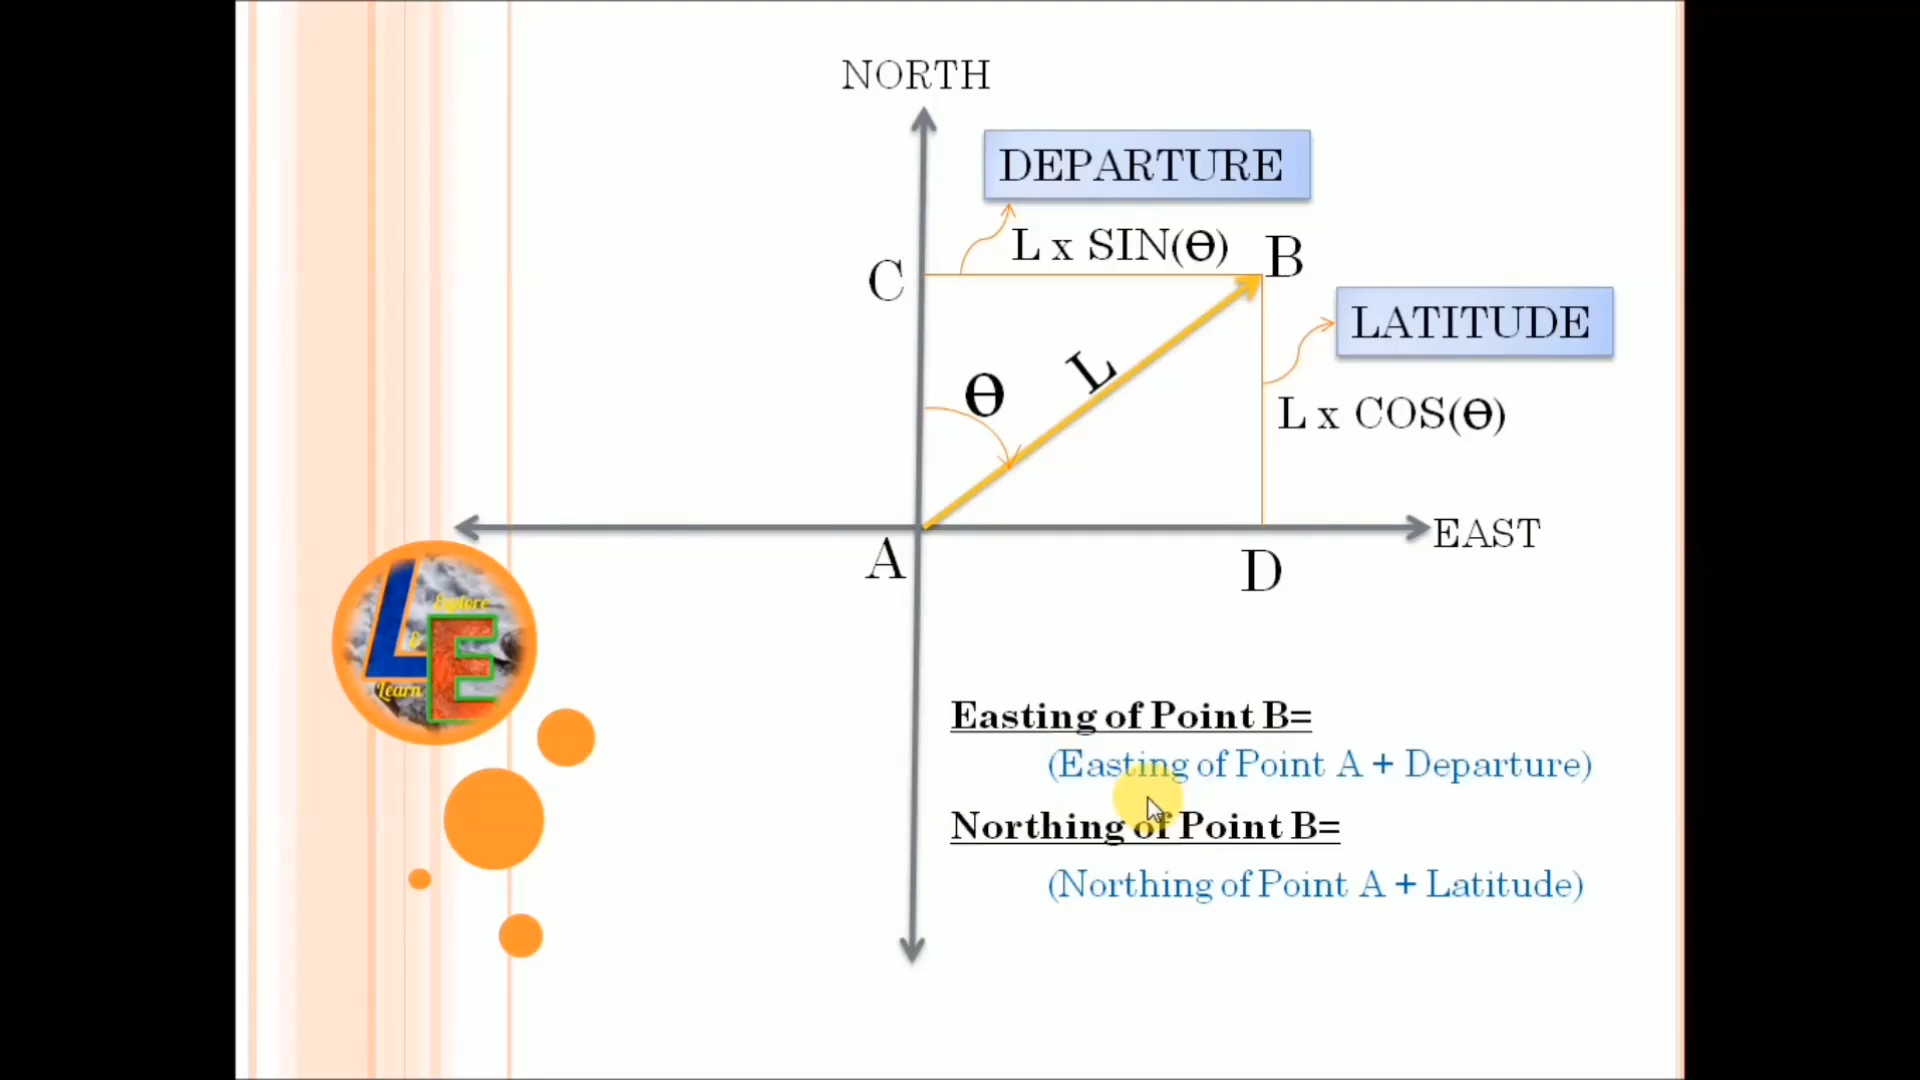 NORTH
DEPARTURE
L x SIN(Ɵ)
B
C
LATITUDE
L
Ɵ
L x COS(Ɵ)
EAST
A
D
Explore
L
&
E
Learn
Easting of Point B=
(Easting of Point A + Departure)
Northing of Point B=
(Northing of Point A + Latitude)